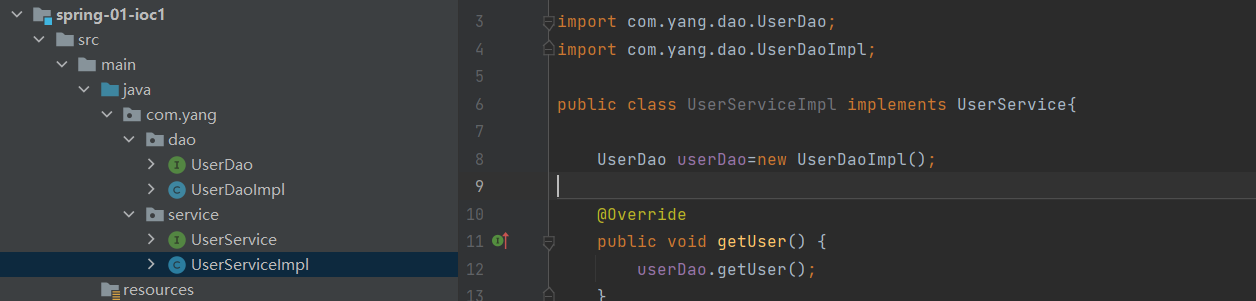 spring-01-ioc1
src
main
java
com.yang
dao
UserDao
UserDaoImpl
service
UserService
UserServiceImpl
resources
3 import com.yang.dao.UserDao;
4 import com.yang.dao.UserDaoImpl;
5
6 public class UserServiceImpl implements UserService{
7
8 UserDao userDao=new UserDaoImpl();
9
10 @Override
11 public void getUser() {
12 userDao.getUser();
13 }